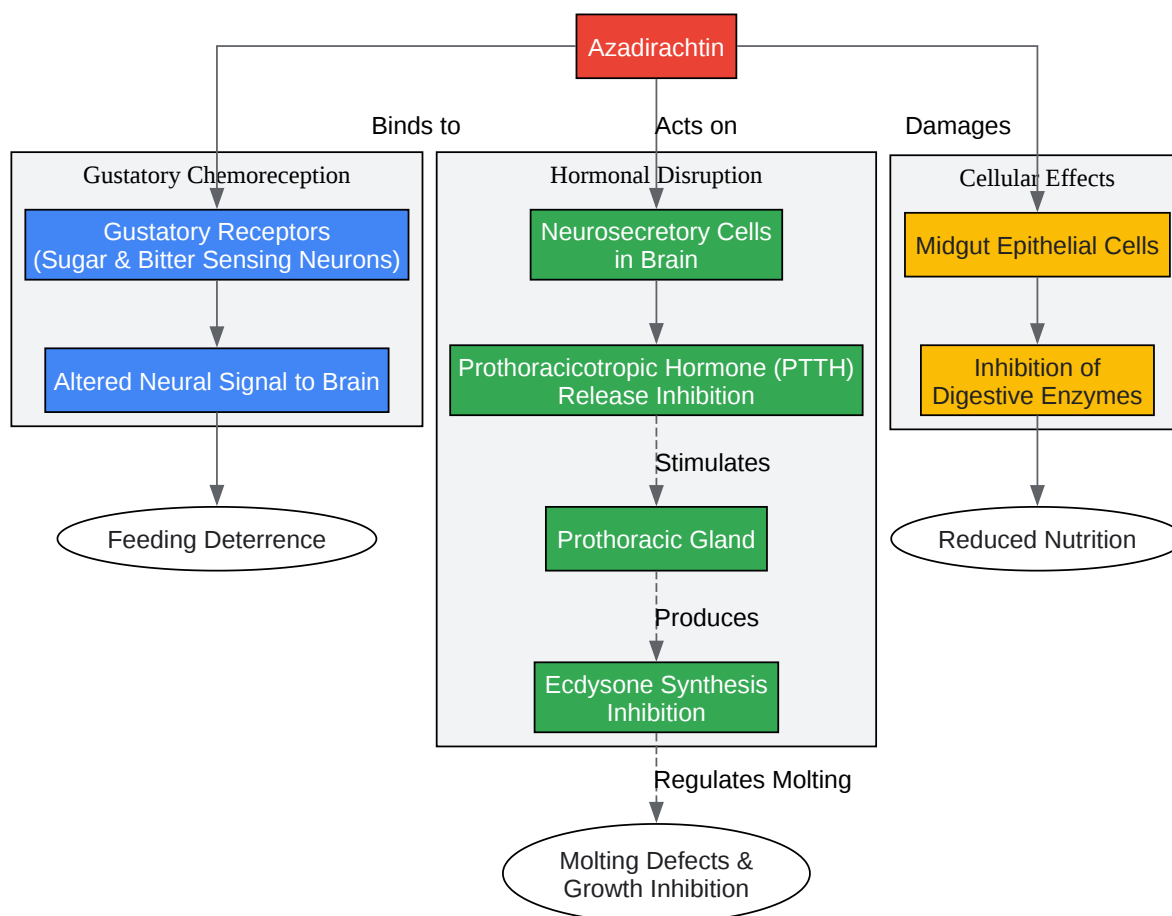 Azadirachtin
Binds to
Acts on
Damages
Gustatory Chemoreception
Gustatory Receptors
(Sugar & Bitter Sensing Neurons)
Altered Neural Signal to Brain
Feeding Deterrence
Hormonal Disruption
Neurosecretory Cells
in Brain
Prothoracicotropic Hormone (PTTH)
Release Inhibition
Stimulates
Prothoracic Gland
Produces
Ecdysone Synthesis
Inhibition
Regulates Molting
Molting Defects &
Growth Inhibition
Cellular Effects
Midgut Epithelial Cells
Inhibition of
Digestive Enzymes
Reduced Nutrition